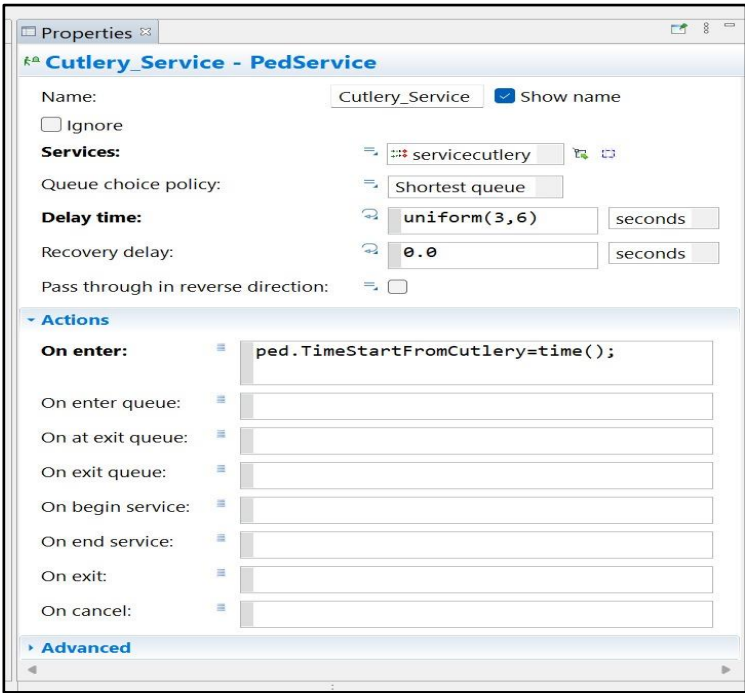 Properties
Cutlery_Service - PedService
Name: Cutlery_Service Show name
Ignore
Services: servicecutlery
Queue choice policy: Shortest queue
Delay time: uniform(3,6) seconds
Recovery delay: 0.0 seconds
Pass through in reverse direction:
Actions
On enter: ped.TimeStartFromCutlery=time();
On enter queue:
On at exit queue:
On exit queue:
On begin service:
On end service:
On exit:
On cancel:
Advanced